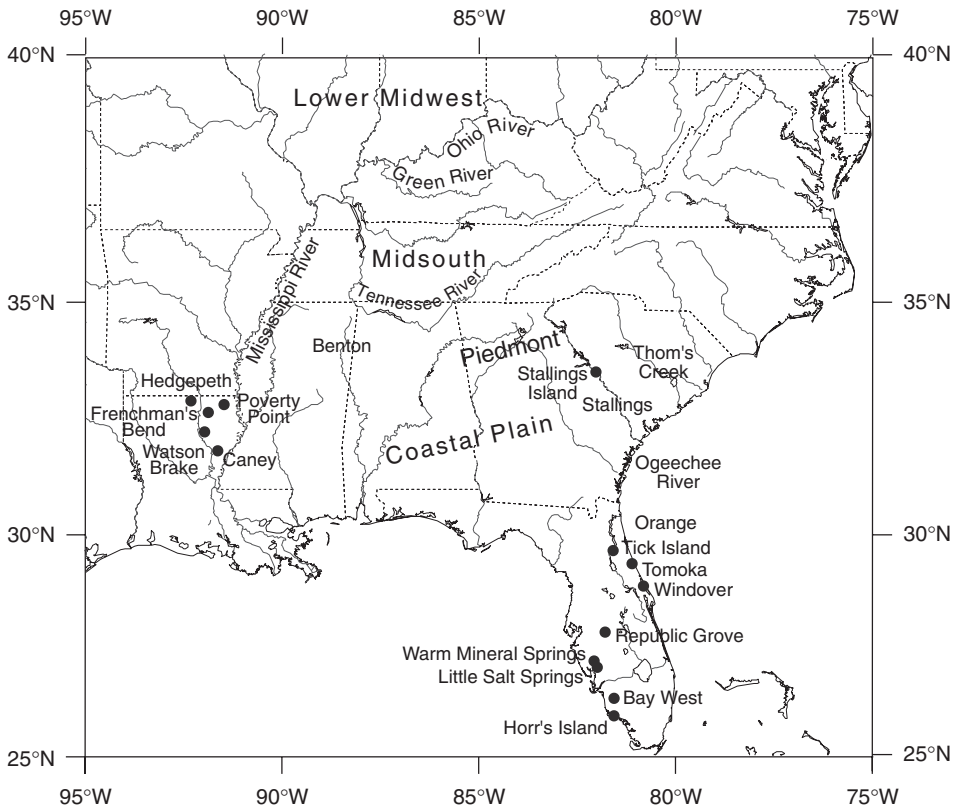 95°W 90°W 85°W 80°W 75°W
40°N 40°N
Lower Midwest
Ohio River
Green River
Midsouth
Mississippi River
Tennessee River
35°N 35°N
Benton
Piedmont
Thom's
Creek
Stallings
Island
Stallings
Hedgepeth
Poverty
Point
Frenchman's
Bend
Watson
Brake
Caney
Coastal Plain
Ogeechee
River
30°N 30°N
Orange
Tick Island
Tomoka
Windover
Republic Grove
Warm Mineral Springs
Little Salt Springs
Bay West
Horr's Island
25°N 25°N
95°W 90°W 85°W 80°W 75°W